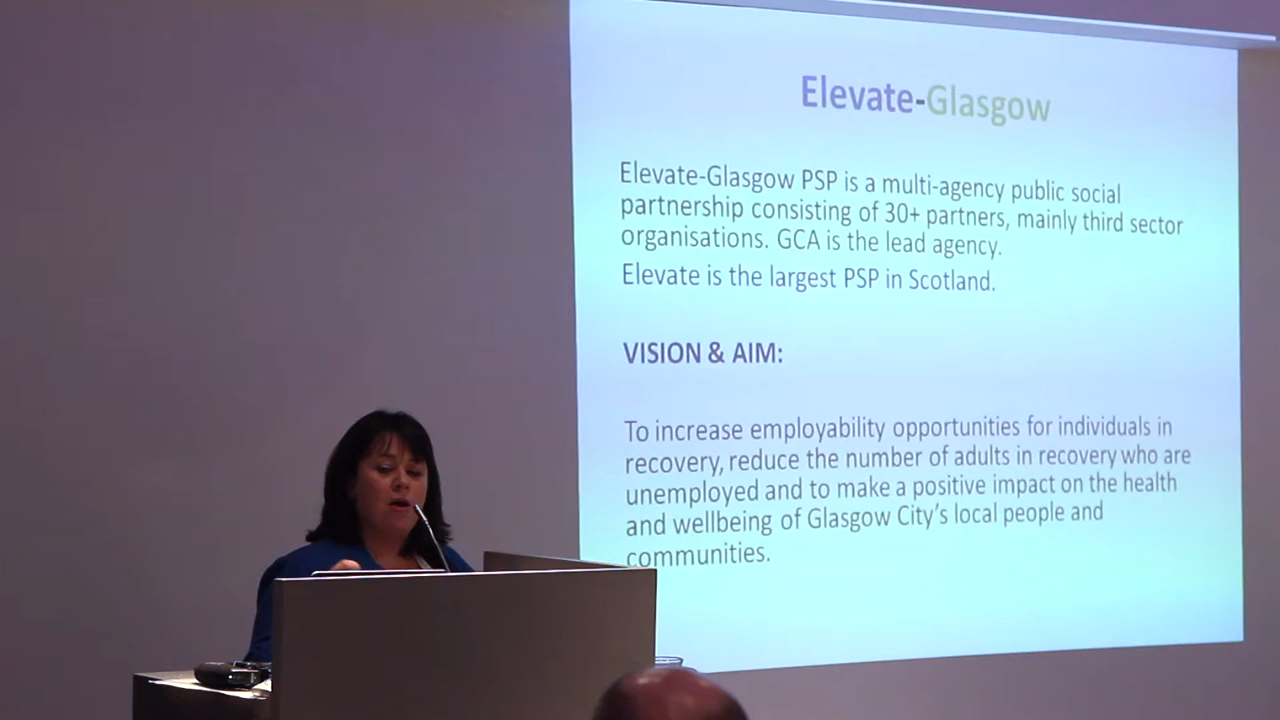 Elevate-Glasgow
Elevate-Glasgow PSP is a multi-agency public social
partnership consisting of 30+ partners, mainly third sector
organisations. GCA is the lead agency.
Elevate is the largest PSP in Scotland.
VISION & AIM:
To increase employability opportunities for individuals in
recovery, reduce the number of adults in recovery who are
unemployed and to make a positive impact on the health
and wellbeing of Glasgow City's local people and
communities.